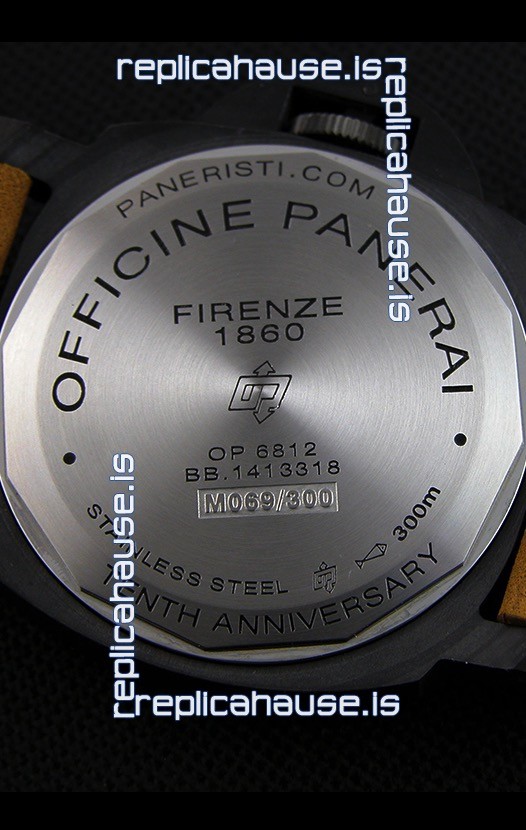 replicahause.is
replicahause.is
PANERISTI.COM
OFFICINE PANERAI
FIRENZE
1860
OP
OP 6812
BB.1413318
M069/300
STAINLESS STEEL OP 300m
TENTH ANNIVERSARY
replicahause.is
replicahause.is